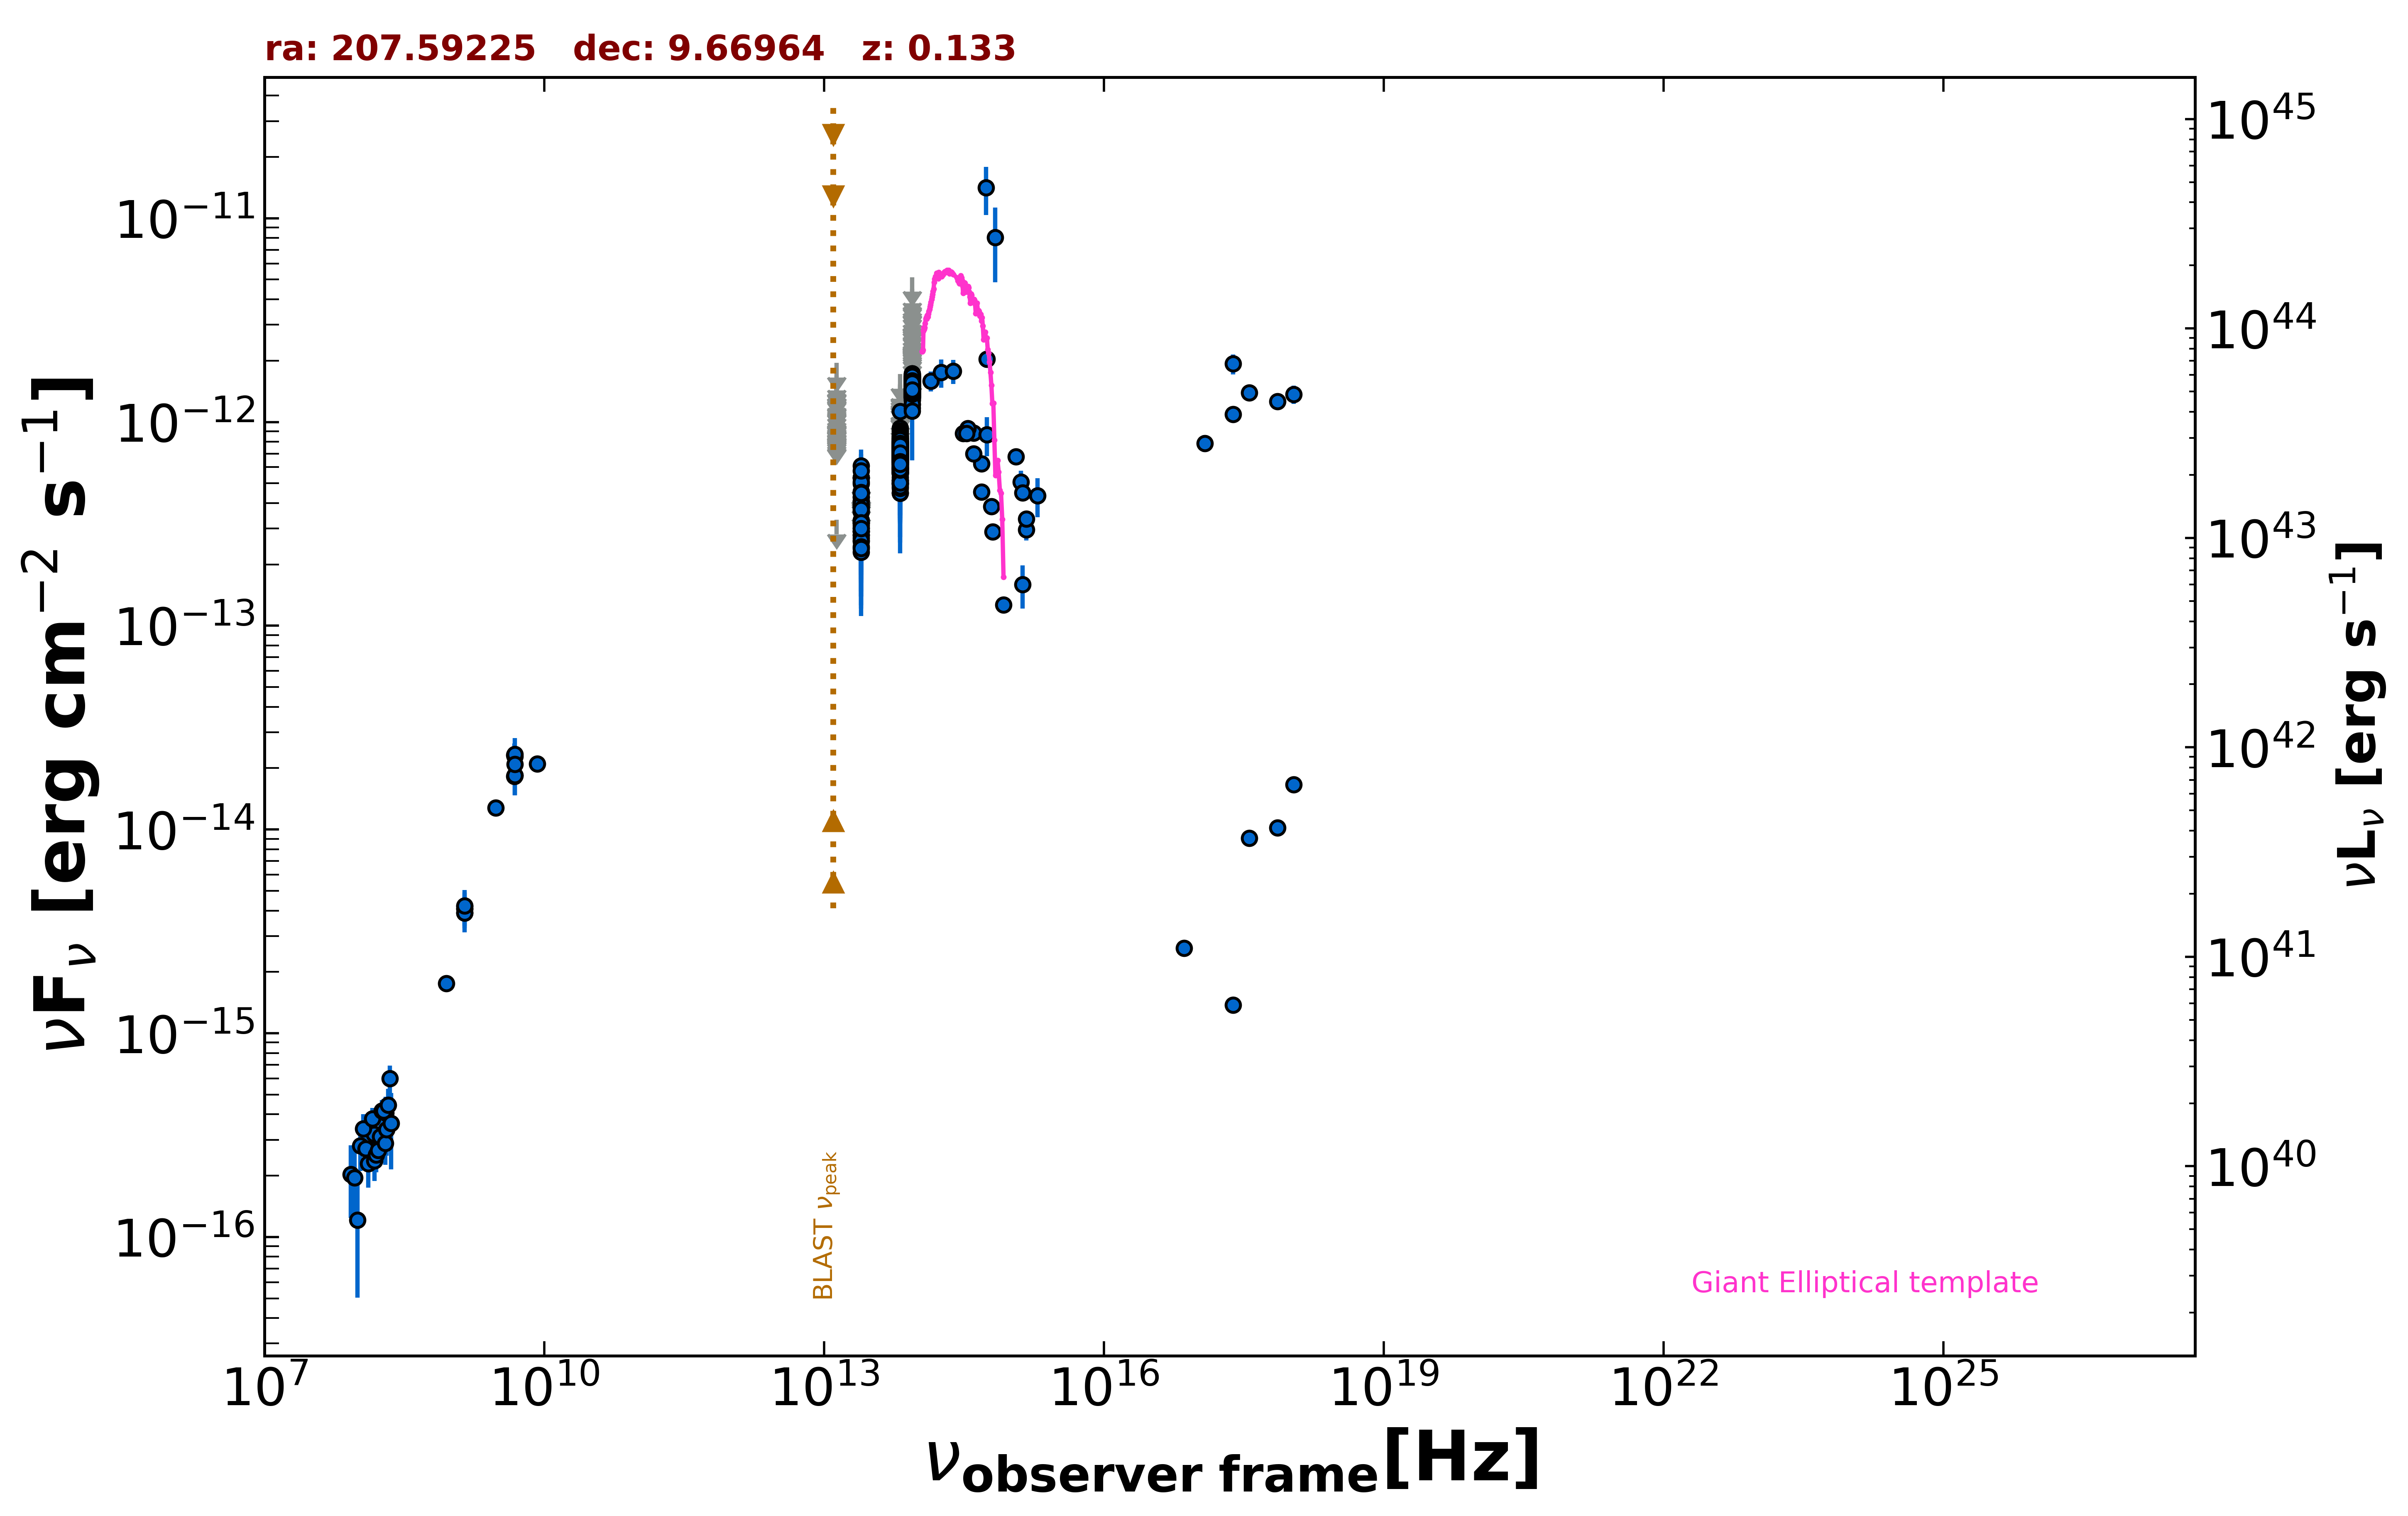 ra: 207.59225 dec: 9.66964 z: 0.133
νF_ν [erg cm⁻² s⁻¹]
10⁻¹¹
10⁻¹²
10⁻¹³
10⁻¹⁴
10⁻¹⁵
10⁻¹⁶
BLAST ν_peak
Giant Elliptical template
10⁴⁵
10⁴⁴
10⁴³
10⁴²
10⁴¹
10⁴⁰
νL_ν [erg s⁻¹]
10⁷ 10¹⁰ 10¹³ 10¹⁶ 10¹⁹ 10²² 10²⁵
ν_observer frame [Hz]